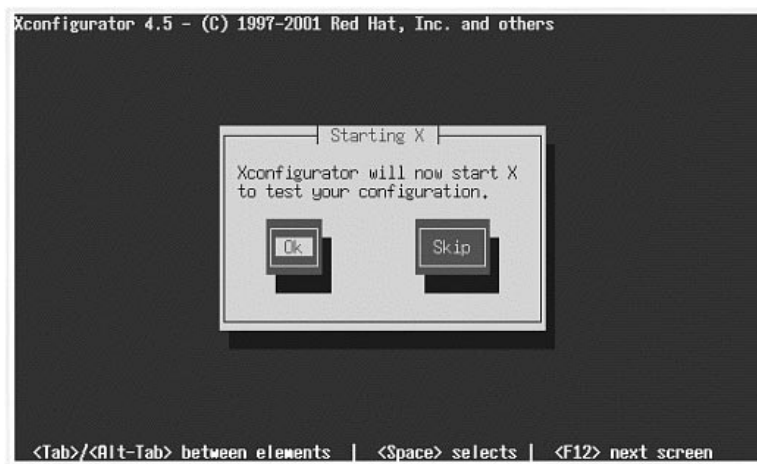 Xconfigurator 4.5 - (C) 1997-2001 Red Hat, Inc. and others
Starting X
Xconfigurator will now start X
to test your configuration.
Ok Skip
<Tab>/<Alt-Tab> between elements | <Space> selects | <F12> next screen